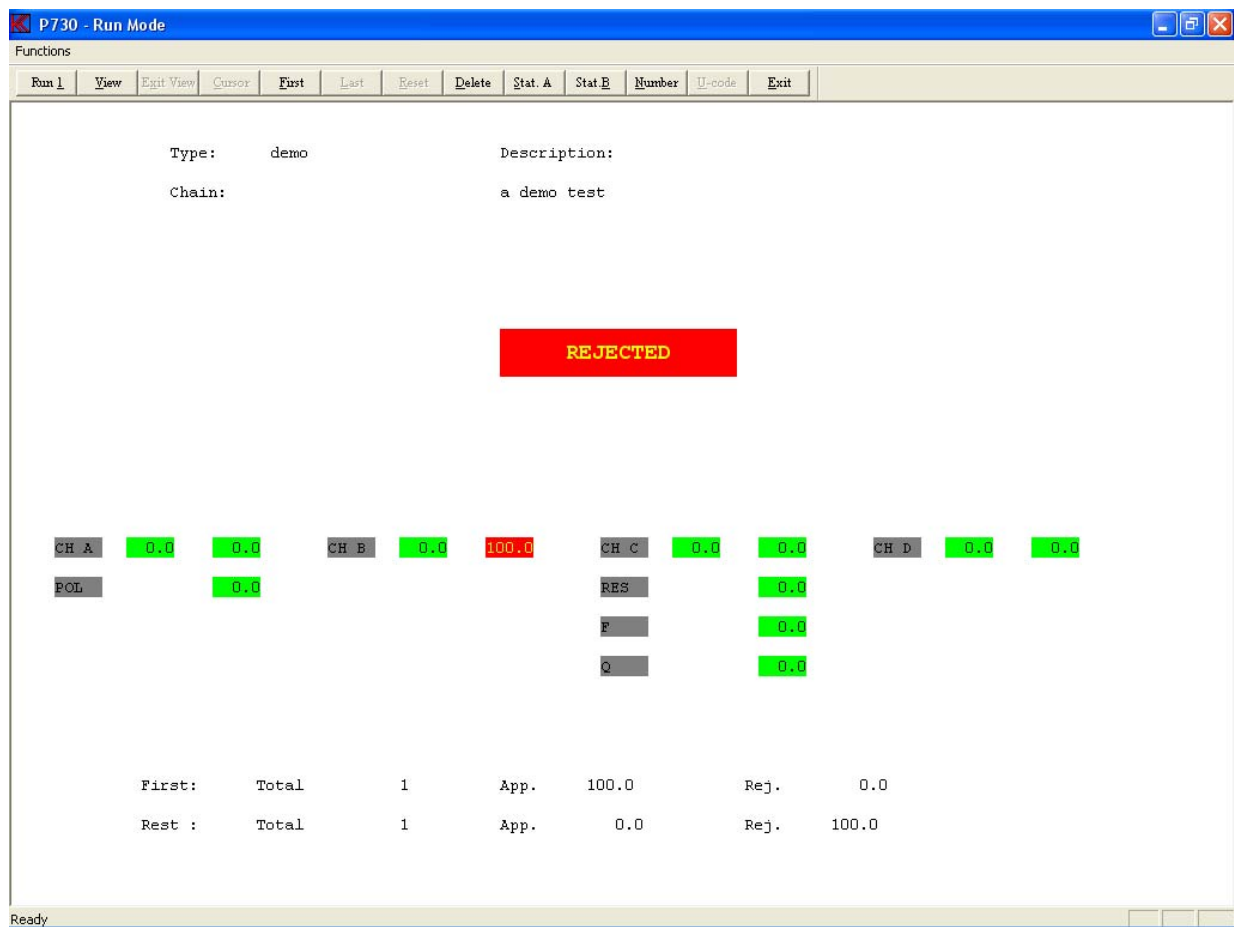 P730 - Run Mode
Functions
Run 1 View Exit View Cursor First Last Reset Delete Stat. A Stat.B Number U-code Exit
Type: demo Description:
Chain: a demo test
REJECTED
CH A 0.0 0.0 CH B 0.0 100.0 CH C 0.0 0.0 CH D 0.0 0.0
POL 0.0 RES 0.0
F 0.0
Q 0.0
First: Total 1 App. 100.0 Rej. 0.0
Rest : Total 1 App. 0.0 Rej. 100.0
Ready